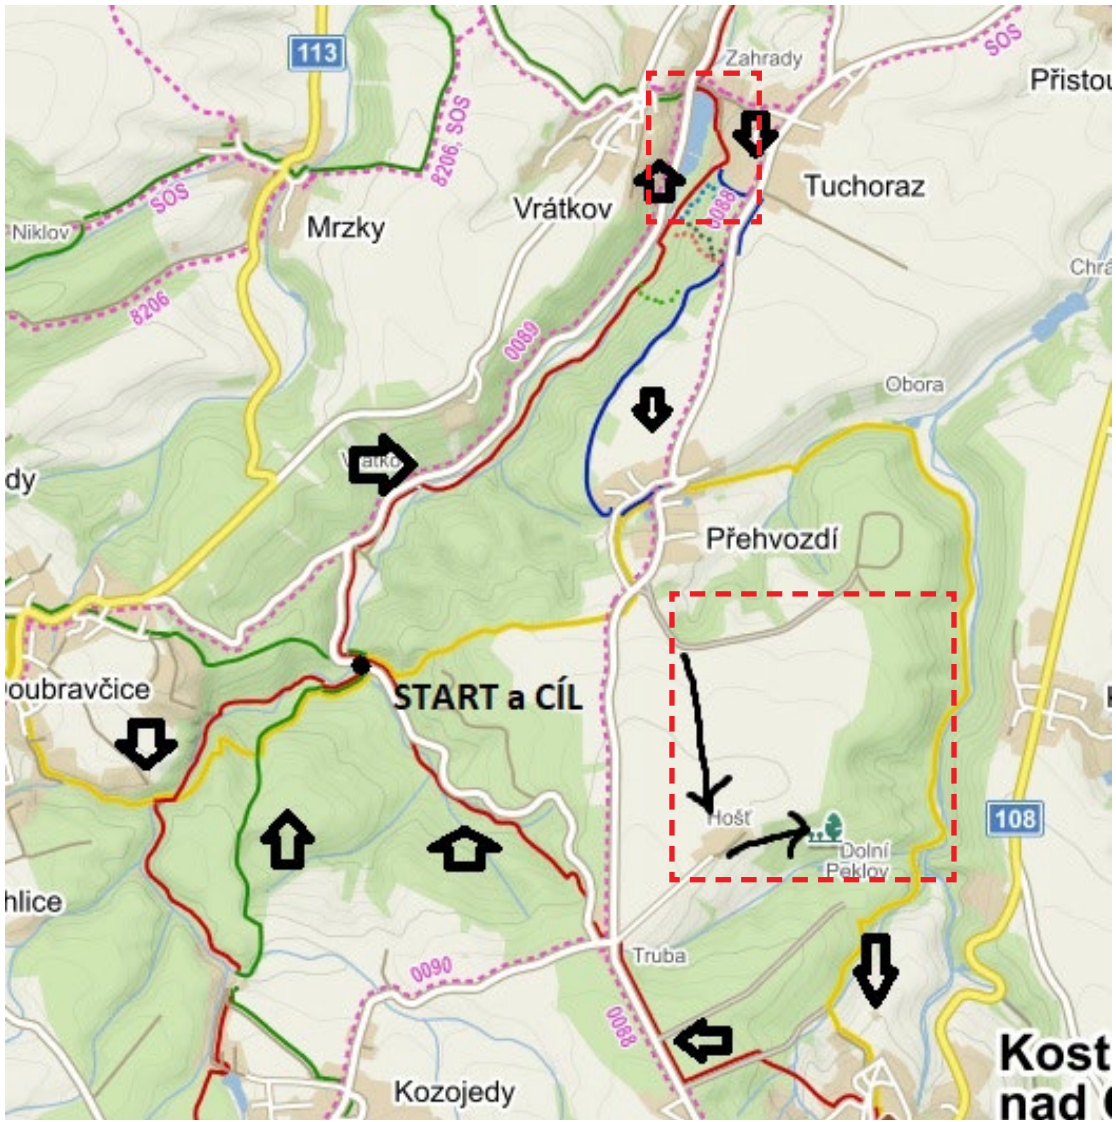 113
Zahrady
SOS
Přistou
8206, SOS
SOS
Tuchoraz
Vrátkov
0088
Mrzky
Niklov
Chrá
8206
0089
Obora
dy
Přehvozdí
oubravčice
START a CÍL
Hošť
108
Dolní
Peklov
hlice
Truba
0090
0088
Kozojedy
Kost
nad